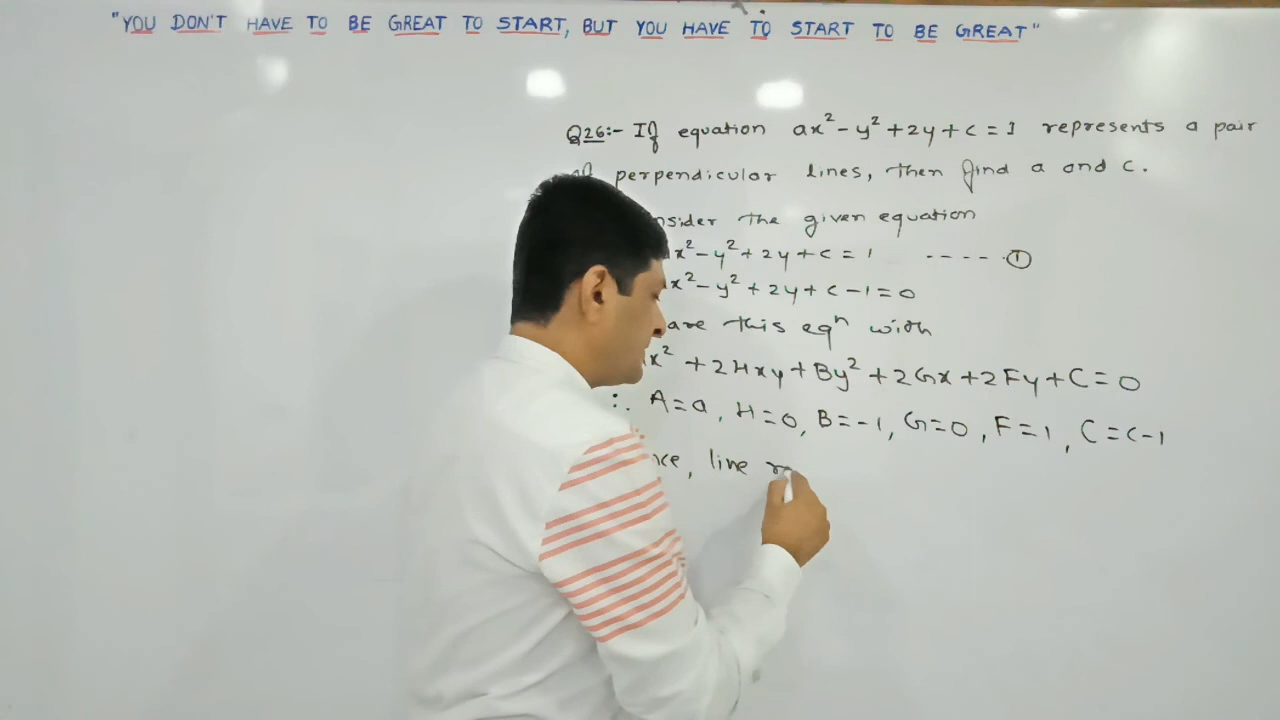 "YOU DON'T HAVE TO BE GREAT TO START, BUT YOU HAVE TO START TO BE GREAT"
Q26:- If equation ax² - y² + 2y + c = 1 represents a pair
perpendicular lines, then find a and c.
the given equation
x² - y² + 2y + c = 1 ---- ①
x² - y² + 2y + c - 1 = 0
this eqⁿ with
x² + 2Hxy + By² + 2Gx + 2Fy + C = 0
∴ A = a, H = 0, B = -1, G = 0, F = 1, C = c-1
line